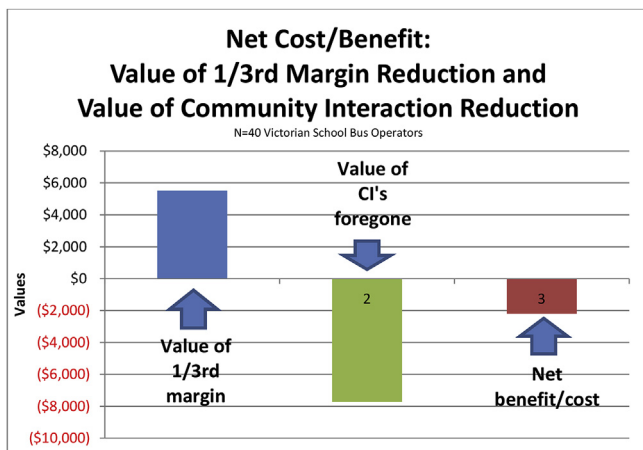 Net Cost/Benefit:
Value of 1/3rd Margin Reduction and
Value of Community Interaction Reduction
N=40 Victorian School Bus Operators
Values
$8,000
$6,000
$4,000
$2,000
$0
($2,000)
($4,000)
($6,000)
($8,000)
($10,000)
Value of
1/3rd
margin
Value of
CI's
foregone
2
3
Net
benefit/cost